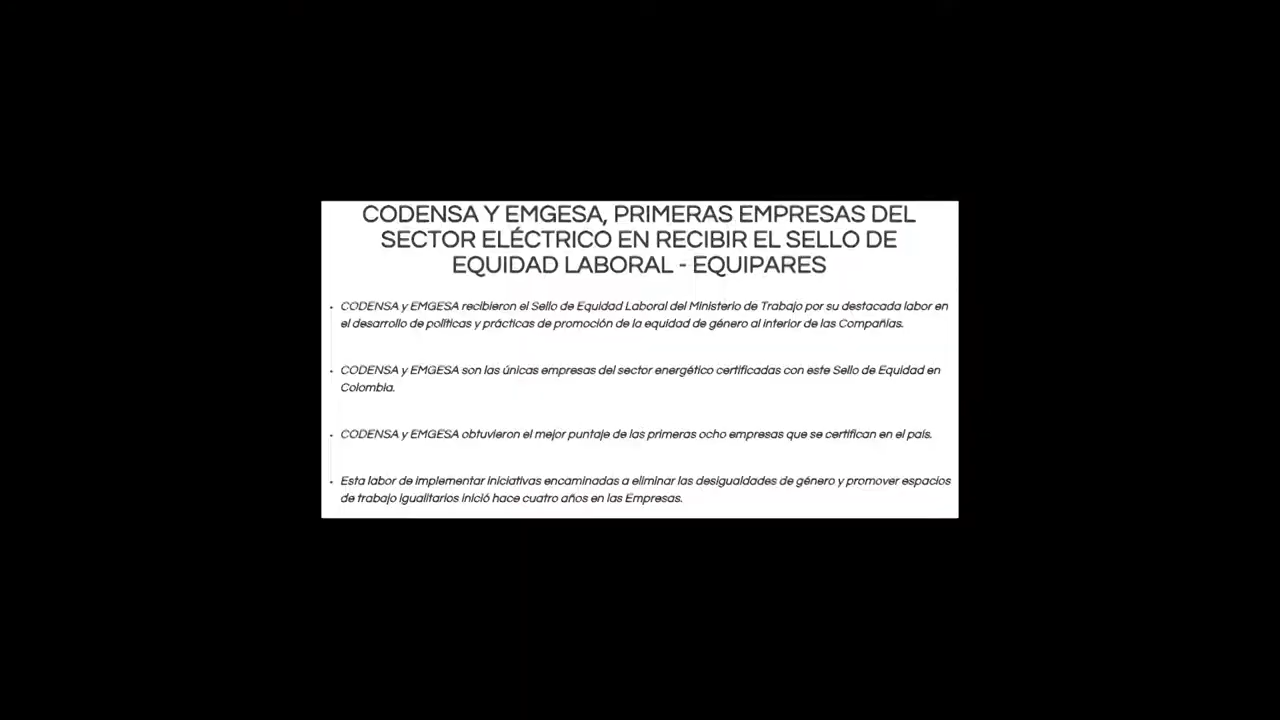 CODENSA Y EMGESA, PRIMERAS EMPRESAS DEL
SECTOR ELÉCTRICO EN RECIBIR EL SELLO DE
EQUIDAD LABORAL - EQUIPARES
• CODENSA y EMGESA recibieron el Sello de Equidad Laboral del Ministerio de Trabajo por su destacada labor en
el desarrollo de políticas y prácticas de promoción de la equidad de género al interior de las Compañías.
• CODENSA y EMGESA son las únicas empresas del sector energético certificadas con este Sello de Equidad en
Colombia.
• CODENSA y EMGESA obtuvieron el mejor puntaje de las primeras ocho empresas que se certifican en el país.
• Esta labor de implementar iniciativas encaminadas a eliminar las desigualdades de género y promover espacios
de trabajo igualitarios inició hace cuatro años en las Empresas.